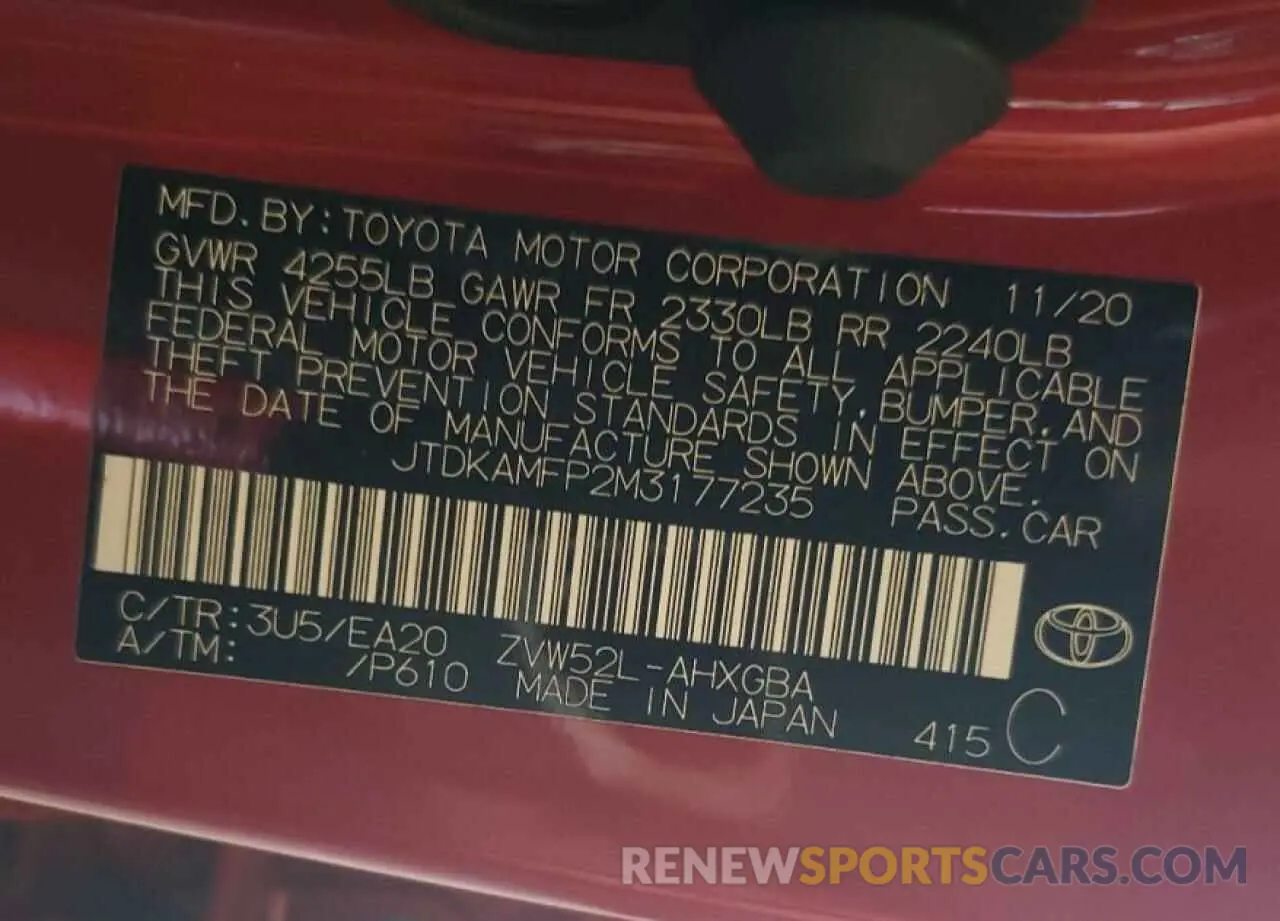 MFD. BY: TOYOTA MOTOR CORPORATION 11/20
GVWR 4255LB GAWR FR 2330LB RR 2240LB
THIS VEHICLE CONFORMS TO ALL APPLICABLE
FEDERAL MOTOR VEHICLE SAFETY, BUMPER, AND
THEFT PREVENTION STANDARDS IN EFFECT ON
THE DATE OF MANUFACTURE SHOWN ABOVE.
JTDKAMFP2M3177235 PASS. CAR
C/TR: 3U5/EA20 ZVW52L-AHXGBA
A/TM: /P610 MADE IN JAPAN 415 C
RENEWSPORTSCARS.COM